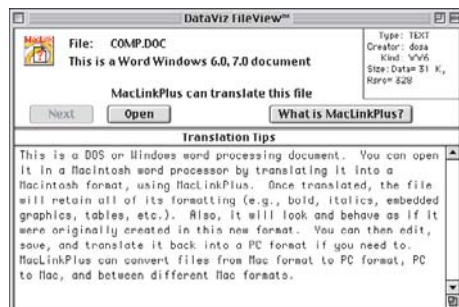 DataViz FileView™
MacLink
File: COMP.DOC
This is a Word Windows 6.0, 7.0 document
MacLinkPlus can translate this file
Type: TEXT
Creator: dosa
Kind: WW6
Size: Data= 31 K,
Rsrc= 328
Next Open What is MacLinkPlus?
Translation Tips
This is a DOS or Windows word processing document. You can open
it in a Macintosh word processor by translating it into a
Macintosh format, using MacLinkPlus. Once translated, the file
will retain all of its formatting (e.g., bold, italics, embedded
graphics, tables, etc.). Also, it will look and behave as if it
were originally created in this new format. You can then edit,
save, and translate it back into a PC format if you need to.
MacLinkPlus can convert files from Mac format to PC format, PC
to Mac, and between different Mac formats.